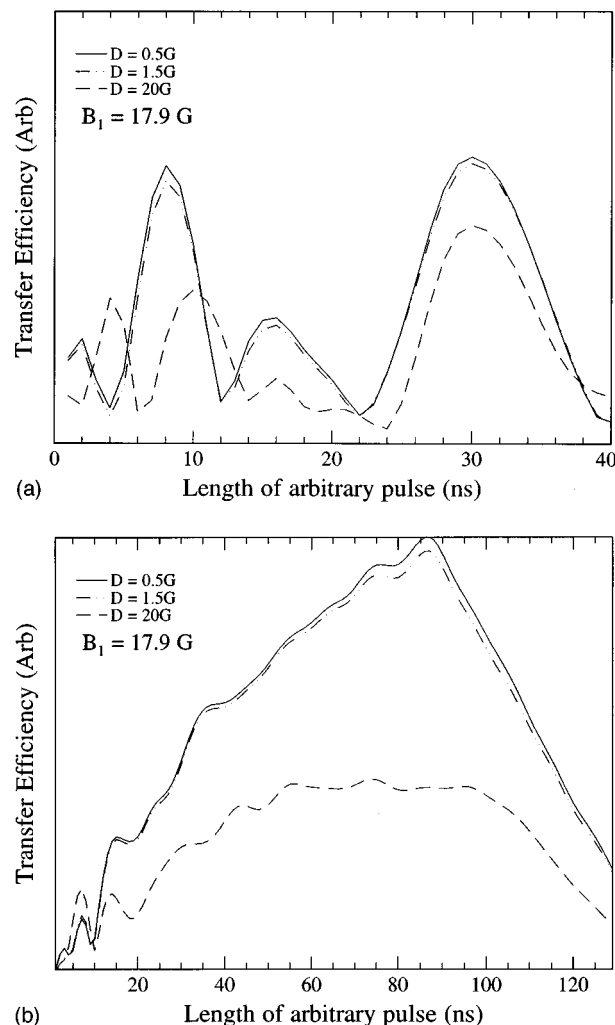 D = 0.5G
D = 1.5G
D = 20G
B1 = 17.9 G
Transfer Efficiency (Arb)
0 10 20 30 40
(a) Length of arbitrary pulse (ns)
D = 0.5G
D = 1.5G
D = 20G
B1 = 17.9 G
Transfer Efficiency (Arb)
20 40 60 80 100 120
(b) Length of arbitrary pulse (ns)